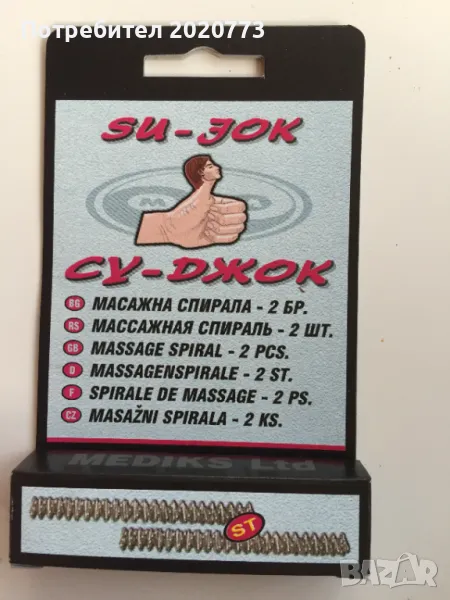 Потребител 2020773
SU-JOK
СУ-ДЖОК
BG МАСАЖНА СПИРАЛА - 2 БР.
RS МАССАЖНАЯ СПИРАЛЬ - 2 ШТ.
GB MASSAGE SPIRAL - 2 PCS.
D MASSAGENSPIRALE - 2 ST.
F SPIRALE DE MASSAGE - 2 PS.
CZ MASAŽNI SPIRALA - 2 KS.
MEDIKS Ltd
ST
BAZAR